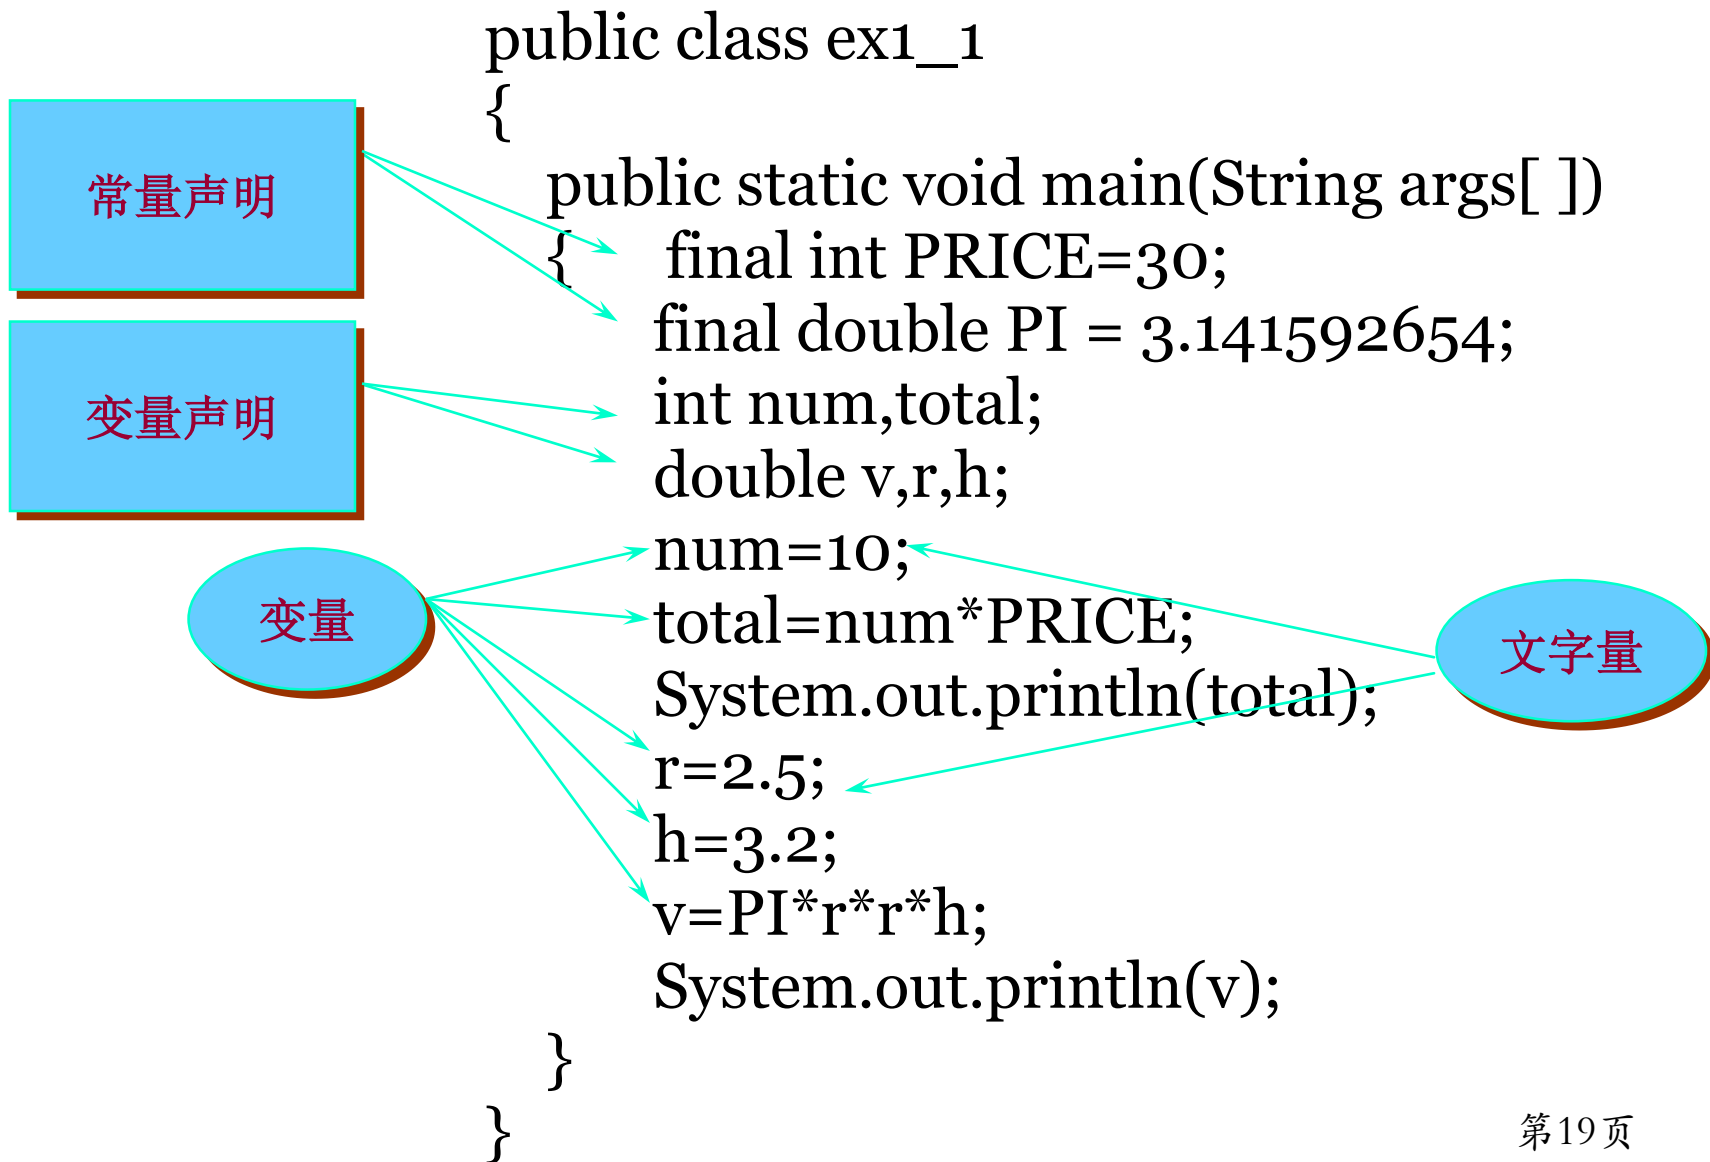 public class ex1_1
{
常量声明
public static void main(String args[ ])
{ final int PRICE=30;
final double PI = 3.141592654;
变量声明
int num,total;
double v,r,h;
num=10;
变量
total=num*PRICE;
文字量
System.out.println(total);
r=2.5;
h=3.2;
v=PI*r*r*h;
System.out.println(v);
}
}
第19页